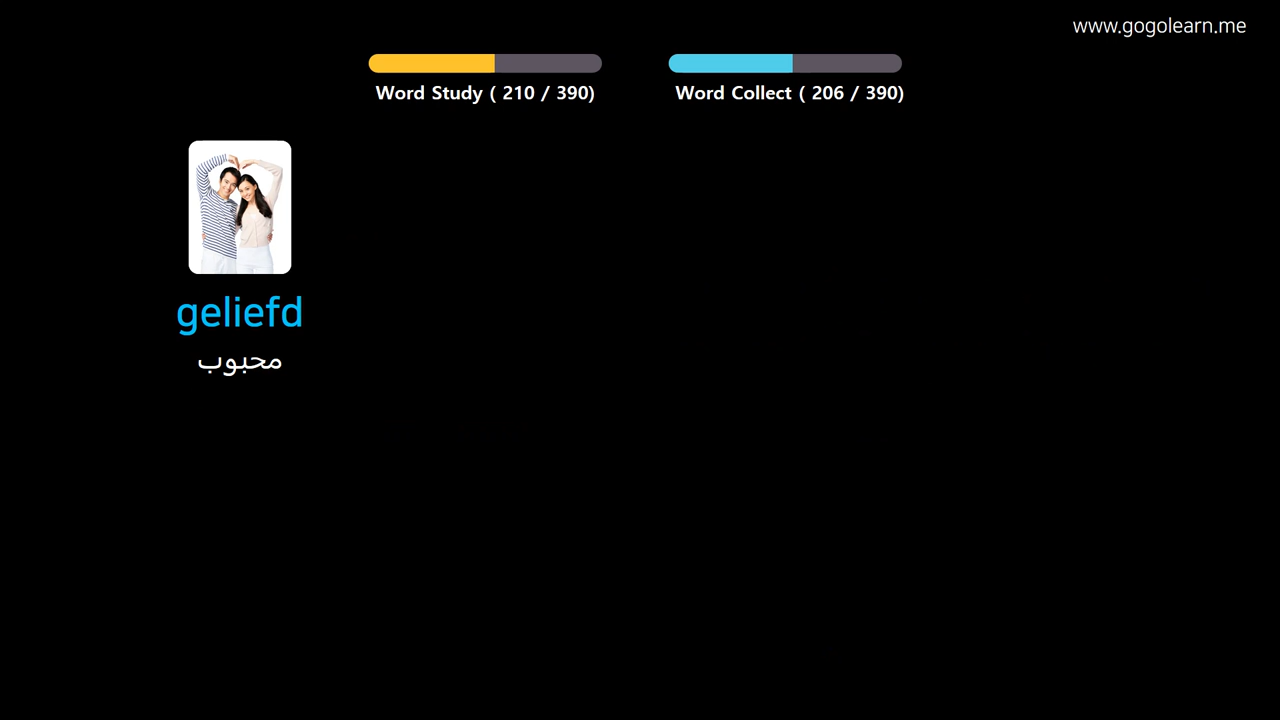 www.gogolearn.me
Word Study ( 210 / 390)
Word Collect ( 206 / 390)
geliefd
محبوب